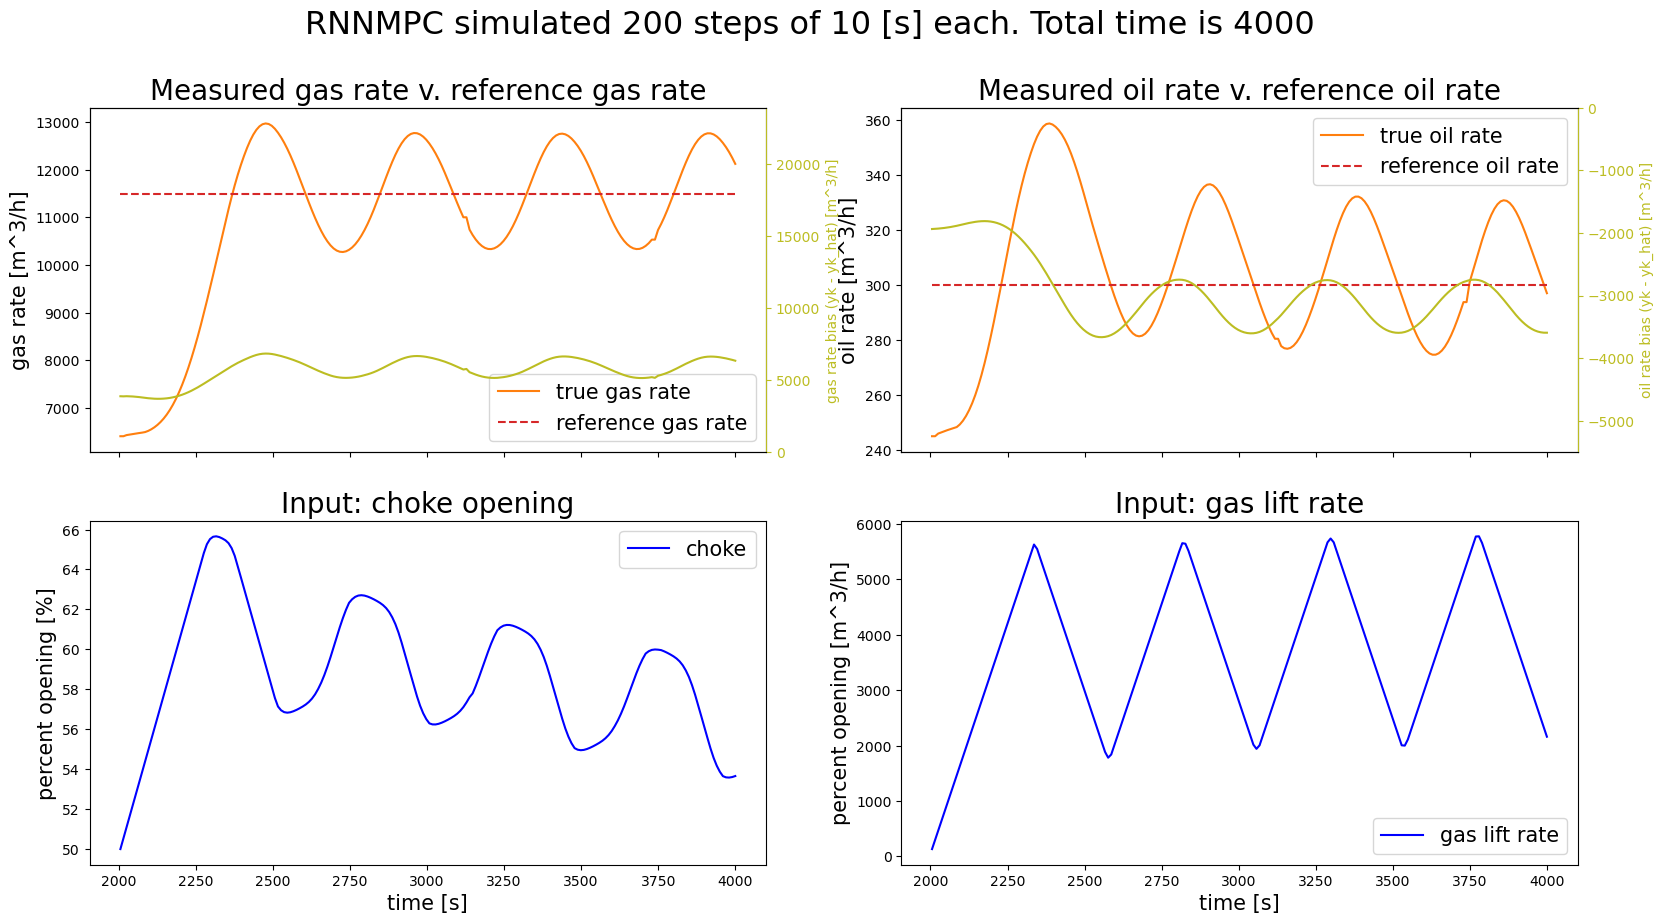 RNNMPC simulated 200 steps of 10 [s] each. Total time is 4000
Measured gas rate v. reference gas rate
gas rate [m^3/h]
13000
12000
11000
10000
9000
8000
7000
true gas rate
reference gas rate
20000
15000
10000
5000
0
gas rate bias (yk - yk_hat) [m^3/h]
Measured oil rate v. reference oil rate
oil rate [m^3/h]
360
340
320
300
280
260
240
true oil rate
reference oil rate
0
−1000
−2000
−3000
−4000
−5000
oil rate bias (yk - yk_hat) [m^3/h]
Input: choke opening
percent opening [%]
66
64
62
60
58
56
54
52
50
choke
2000 2250 2500 2750 3000 3250 3500 3750 4000
time [s]
Input: gas lift rate
percent opening [m^3/h]
6000
5000
4000
3000
2000
1000
0
gas lift rate
2000 2250 2500 2750 3000 3250 3500 3750 4000
time [s]